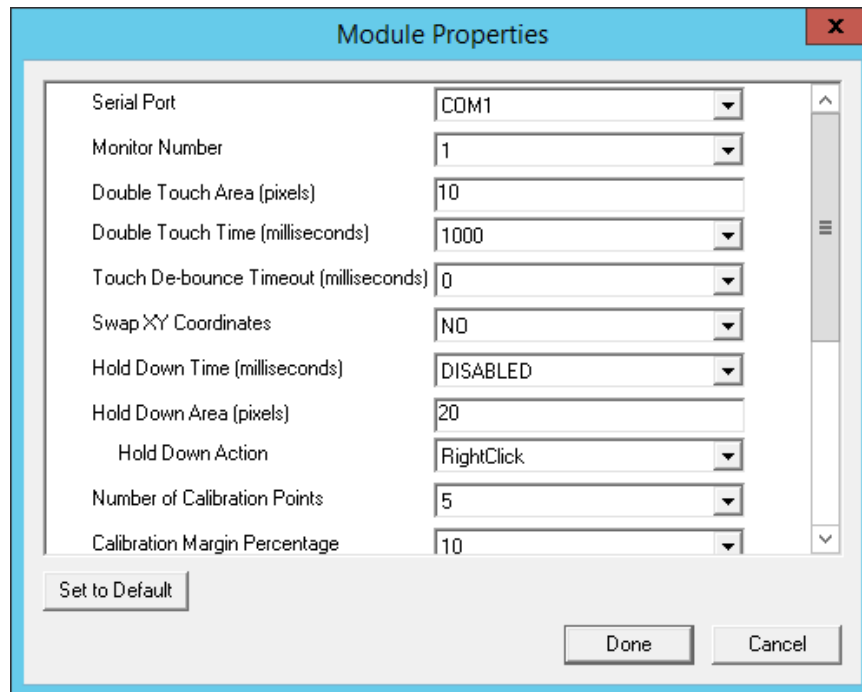 Module Properties
x
Serial Port COM1
Monitor Number 1
Double Touch Area (pixels) 10
Double Touch Time (milliseconds) 1000
Touch De-bounce Timeout (milliseconds) 0
Swap XY Coordinates NO
Hold Down Time (milliseconds) DISABLED
Hold Down Area (pixels) 20
Hold Down Action RightClick
Number of Calibration Points 5
Calibration Margin Percentage 10
Set to Default
Done Cancel